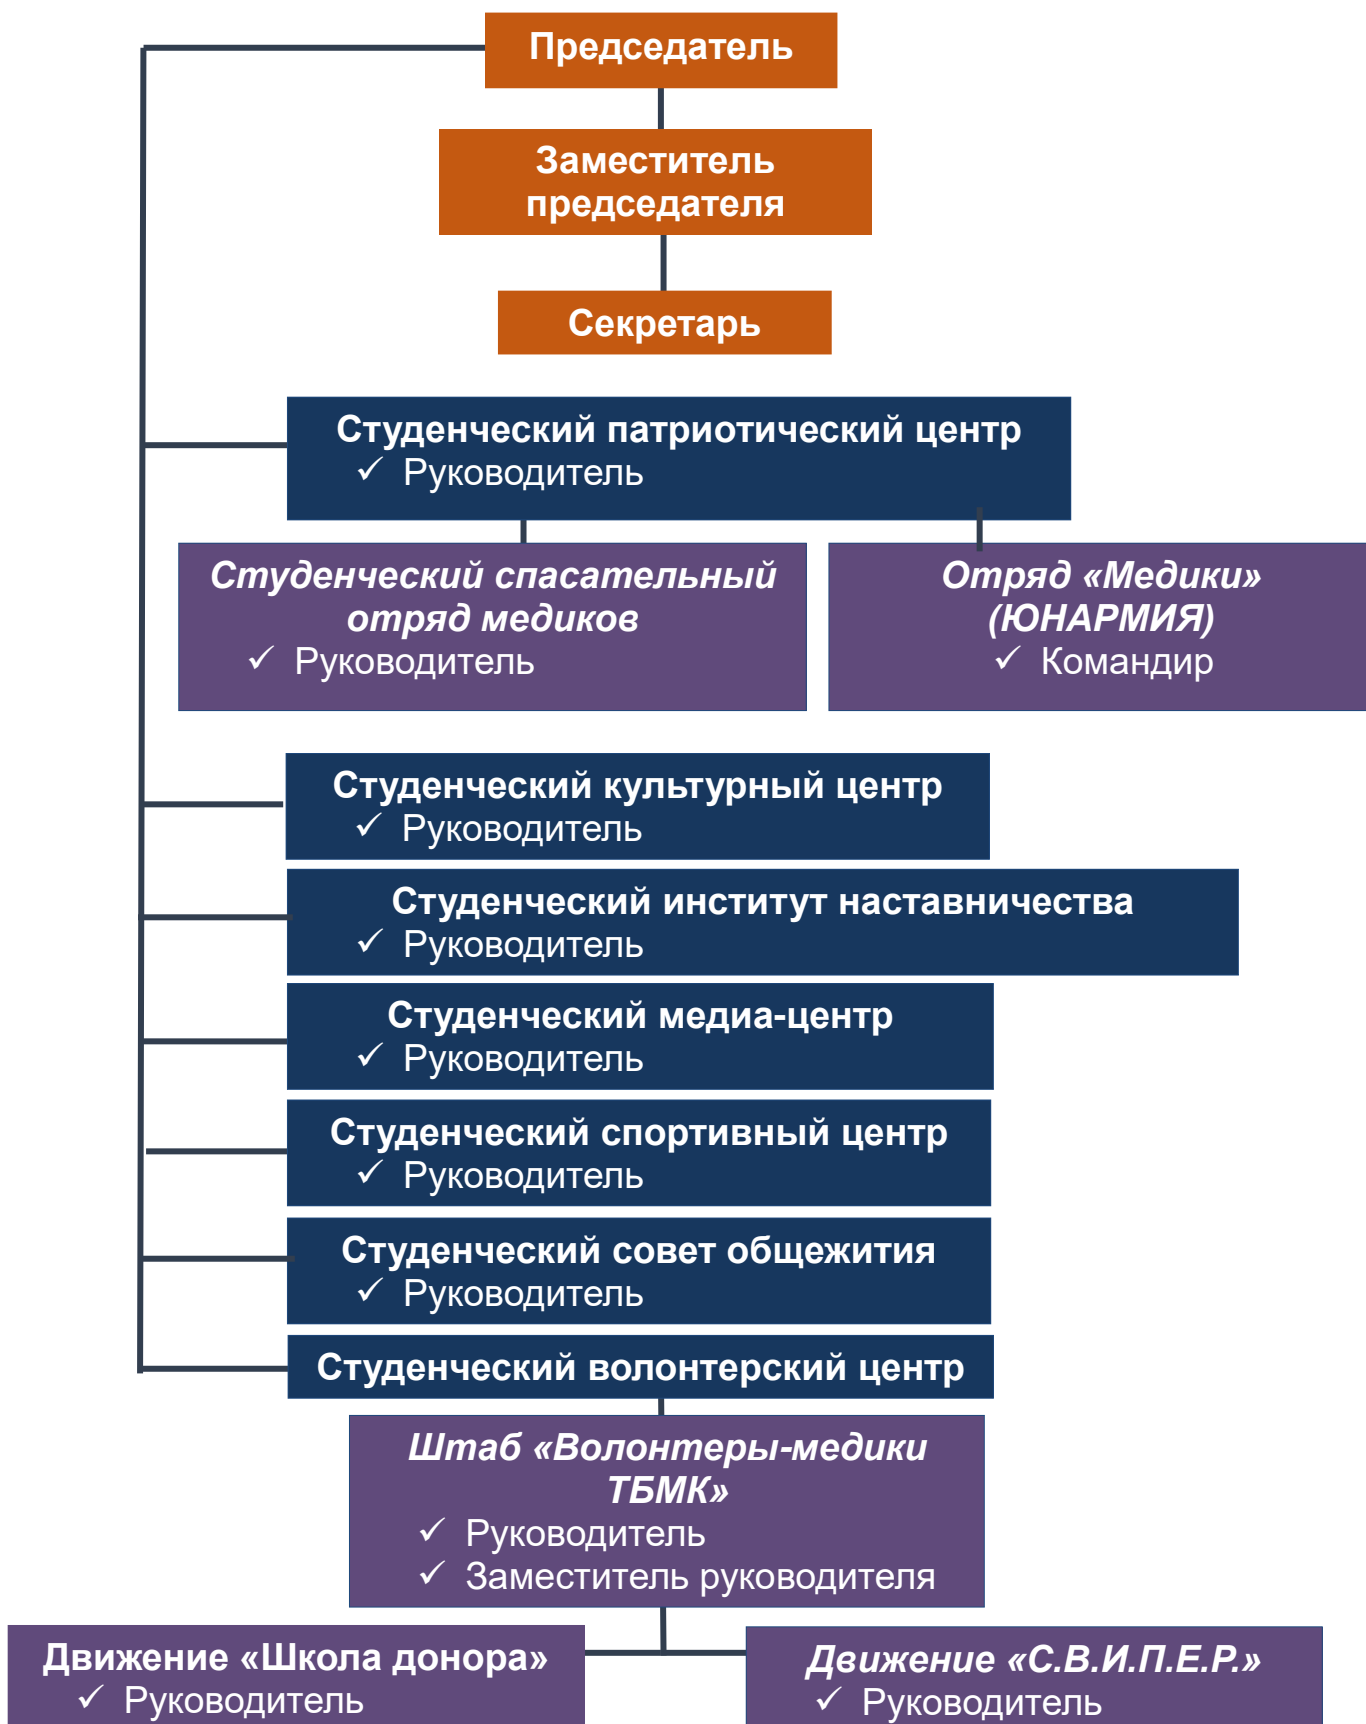 Председатель
Заместитель
председателя
Секретарь
Студенческий патриотический центр
✓ Руководитель
Студенческий спасательный
отряд медиков
✓ Руководитель
Отряд «Медики»
(ЮНАРМИЯ)
✓ Командир
Студенческий культурный центр
✓ Руководитель
Студенческий институт наставничества
✓ Руководитель
Студенческий медиа-центр
✓ Руководитель
Студенческий спортивный центр
✓ Руководитель
Студенческий совет общежития
✓ Руководитель
Студенческий волонтерский центр
Штаб «Волонтеры-медики
ТБМК»
✓ Руководитель
✓ Заместитель руководителя
Движение «Школа донора»
✓ Руководитель
Движение «С.В.И.П.Е.Р.»
✓ Руководитель